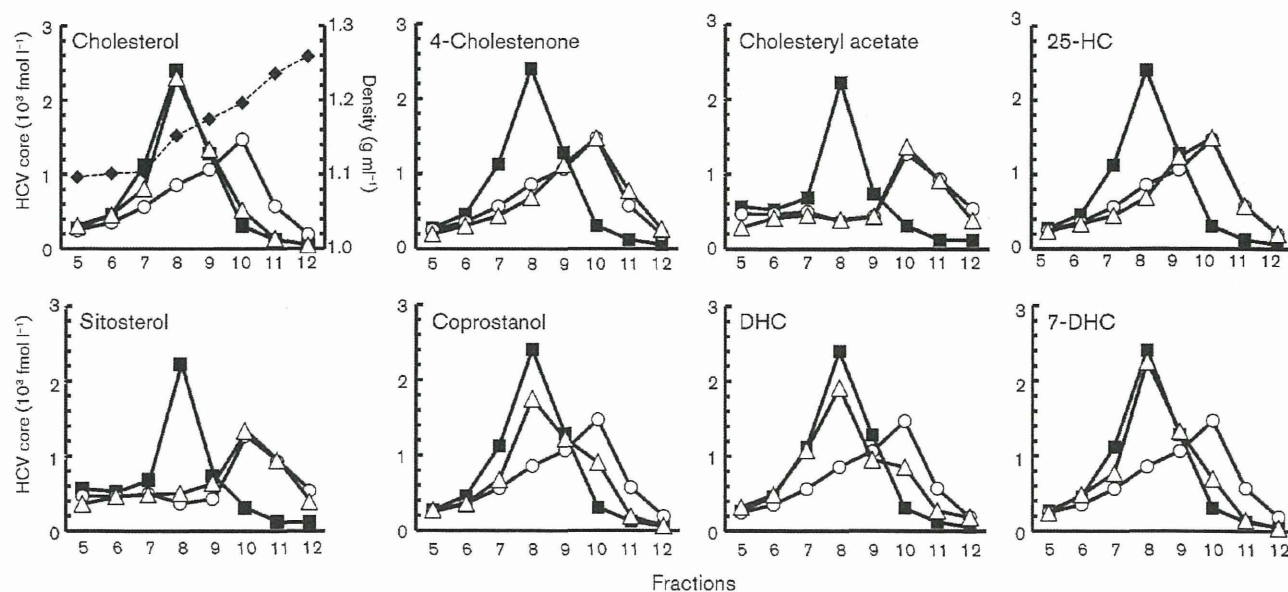 Cholesterol
4-Cholestenone
Cholesteryl acetate
25-HC
HCV core (10³ fmol l⁻¹)
3
2
1
0
1.3
1.2
1.1
1.0
Density (g ml⁻¹)
3
2
1
0
3
2
1
0
3
2
1
0
5 6 7 8 9 10 11 12
5 6 7 8 9 10 11 12
5 6 7 8 9 10 11 12
5 6 7 8 9 10 11 12
Sitosterol
Coprostanol
DHC
7-DHC
HCV core (10³ fmol l⁻¹)
3
2
1
0
3
2
1
0
3
2
1
0
3
2
1
0
5 6 7 8 9 10 11 12
5 6 7 8 9 10 11 12
5 6 7 8 9 10 11 12
5 6 7 8 9 10 11 12
Fractions